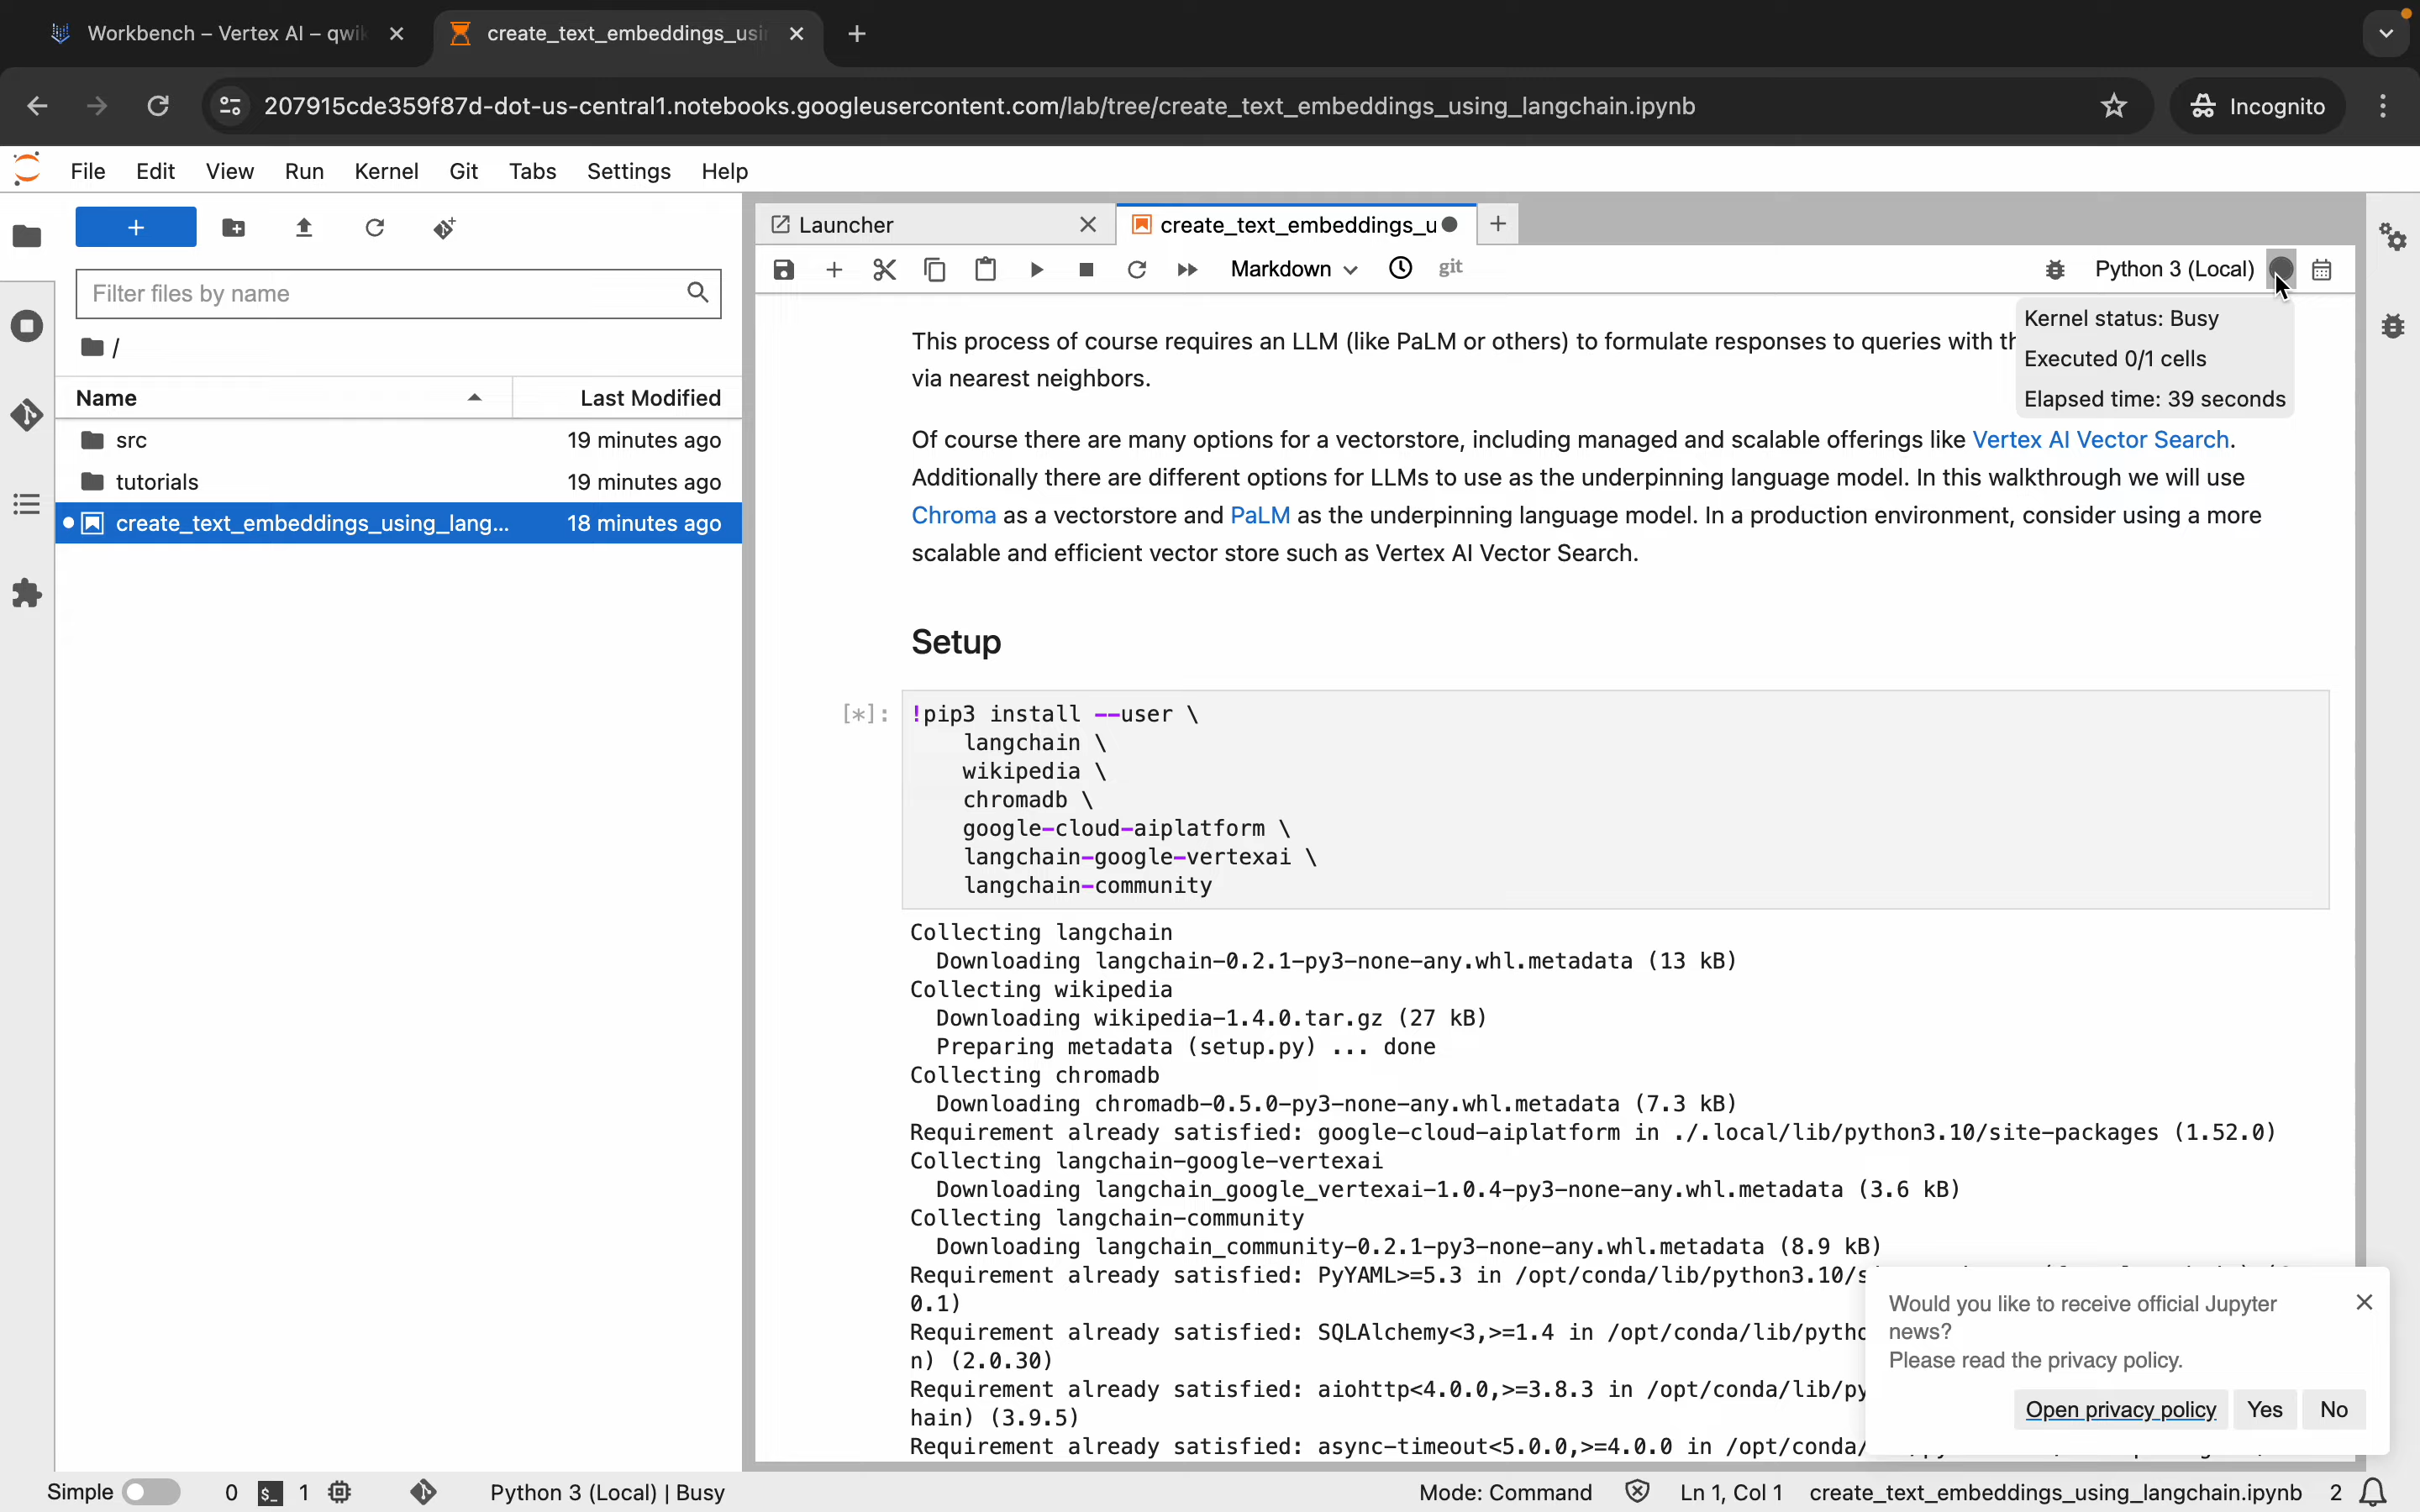 Workbench – Vertex AI – qwik
create_text_embeddings_usin
207915cde359f87d-dot-us-central1.notebooks.googleusercontent.com/lab/tree/create_text_embeddings_using_langchain.ipynb
Incognito
File Edit View Run Kernel Git Tabs Settings Help
Filter files by name
/
Name Last Modified
src 19 minutes ago
tutorials 19 minutes ago
create_text_embeddings_using_lang... 18 minutes ago
Launcher
create_text_embeddings_u
Markdown git Python 3 (Local)
Kernel status: Busy
Executed 0/1 cells
Elapsed time: 39 seconds
This process of course requires an LLM (like PaLM or others) to formulate responses to queries with th
via nearest neighbors.
Of course there are many options for a vectorstore, including managed and scalable offerings like Vertex AI Vector Search.
Additionally there are different options for LLMs to use as the underpinning language model. In this walkthrough we will use
Chroma as a vectorstore and PaLM as the underpinning language model. In a production environment, consider using a more
scalable and efficient vector store such as Vertex AI Vector Search.
Setup
[*]: !pip3 install --user \
langchain \
wikipedia \
chromadb \
google-cloud-aiplatform \
langchain-google-vertexai \
langchain-community
Collecting langchain
Downloading langchain-0.2.1-py3-none-any.whl.metadata (13 kB)
Collecting wikipedia
Downloading wikipedia-1.4.0.tar.gz (27 kB)
Preparing metadata (setup.py) ... done
Collecting chromadb
Downloading chromadb-0.5.0-py3-none-any.whl.metadata (7.3 kB)
Requirement already satisfied: google-cloud-aiplatform in ./.local/lib/python3.10/site-packages (1.52.0)
Collecting langchain-google-vertexai
Downloading langchain_google_vertexai-1.0.4-py3-none-any.whl.metadata (3.6 kB)
Collecting langchain-community
Downloading langchain_community-0.2.1-py3-none-any.whl.metadata (8.9 kB)
Requirement already satisfied: PyYAML>=5.3 in /opt/conda/lib/python3.10/s
0.1)
Requirement already satisfied: SQLAlchemy<3,>=1.4 in /opt/conda/lib/pytho
n) (2.0.30)
Requirement already satisfied: aiohttp<4.0.0,>=3.8.3 in /opt/conda/lib/py
hain) (3.9.5)
Requirement already satisfied: async-timeout<5.0.0,>=4.0.0 in /opt/conda/
Would you like to receive official Jupyter
news?
Please read the privacy policy.
Open privacy policy Yes No
Simple 0 1 Python 3 (Local) | Busy Mode: Command Ln 1, Col 1 create_text_embeddings_using_langchain.ipynb 2